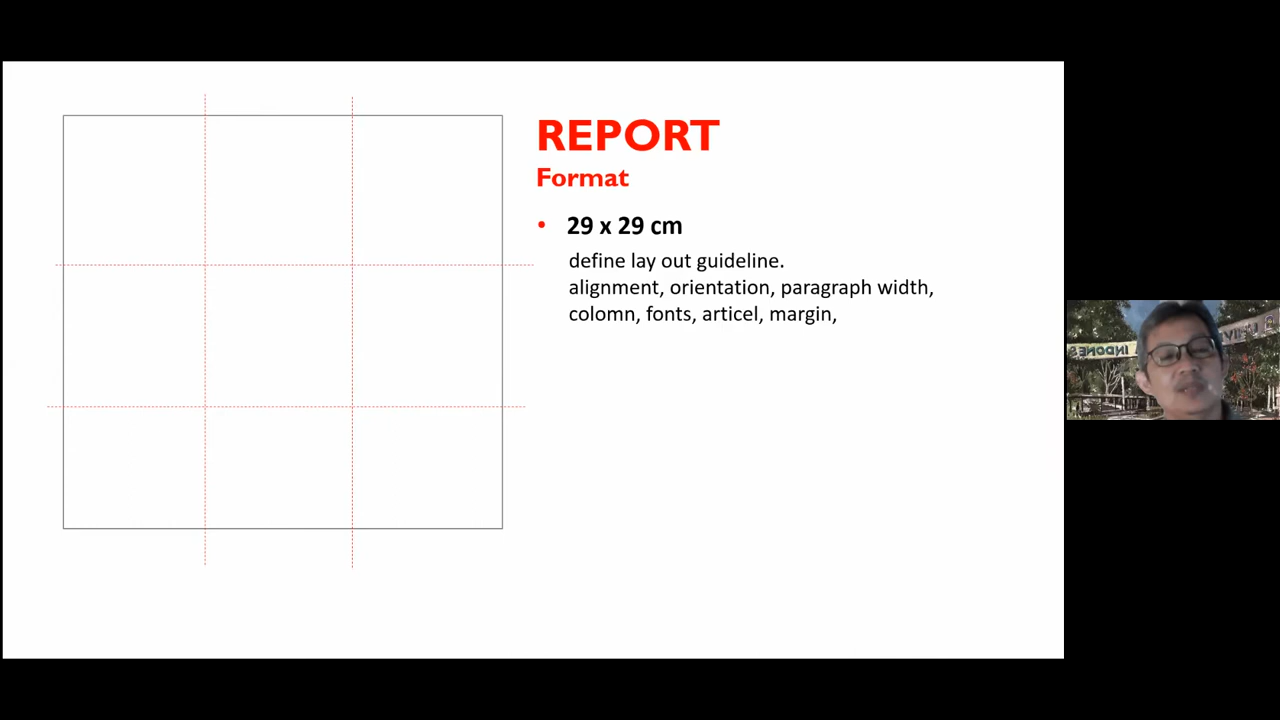 REPORT
Format
• 29 x 29 cm
define lay out guideline.
alignment, orientation, paragraph width,
colomn, fonts, articel, margin,